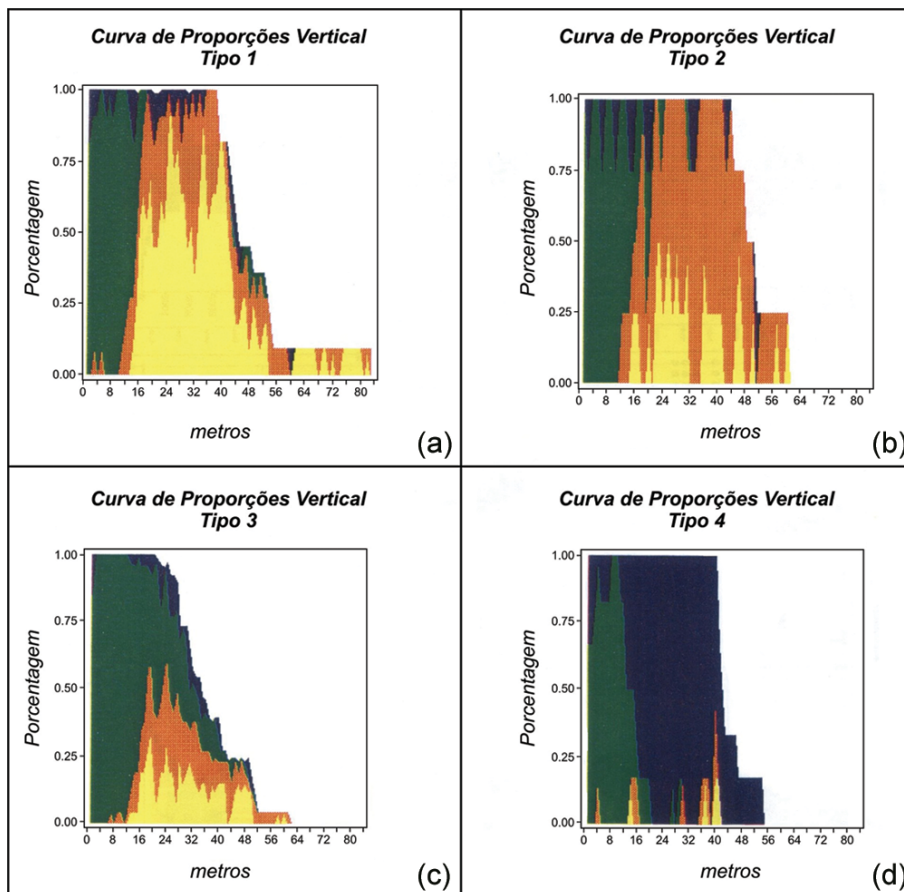 Curva de Proporções Vertical
Tipo 1
Porcentagem
1.00
0.75
0.50
0.25
0.00
0 8 16 24 32 40 48 56 64 72 80
metros
(a)
Curva de Proporções Vertical
Tipo 2
Porcentagem
1.00
0.75
0.50
0.25
0.00
0 8 16 24 32 40 48 56 64 72 80
metros
(b)
Curva de Proporções Vertical
Tipo 3
Porcentagem
1.00
0.75
0.50
0.25
0.00
0 8 16 24 32 40 48 56 64 72 80
metros
(c)
Curva de Proporções Vertical
Tipo 4
Porcentagem
1.00
0.75
0.50
0.25
0.00
0 8 16 24 32 40 48 56 64 72 80
metros
(d)